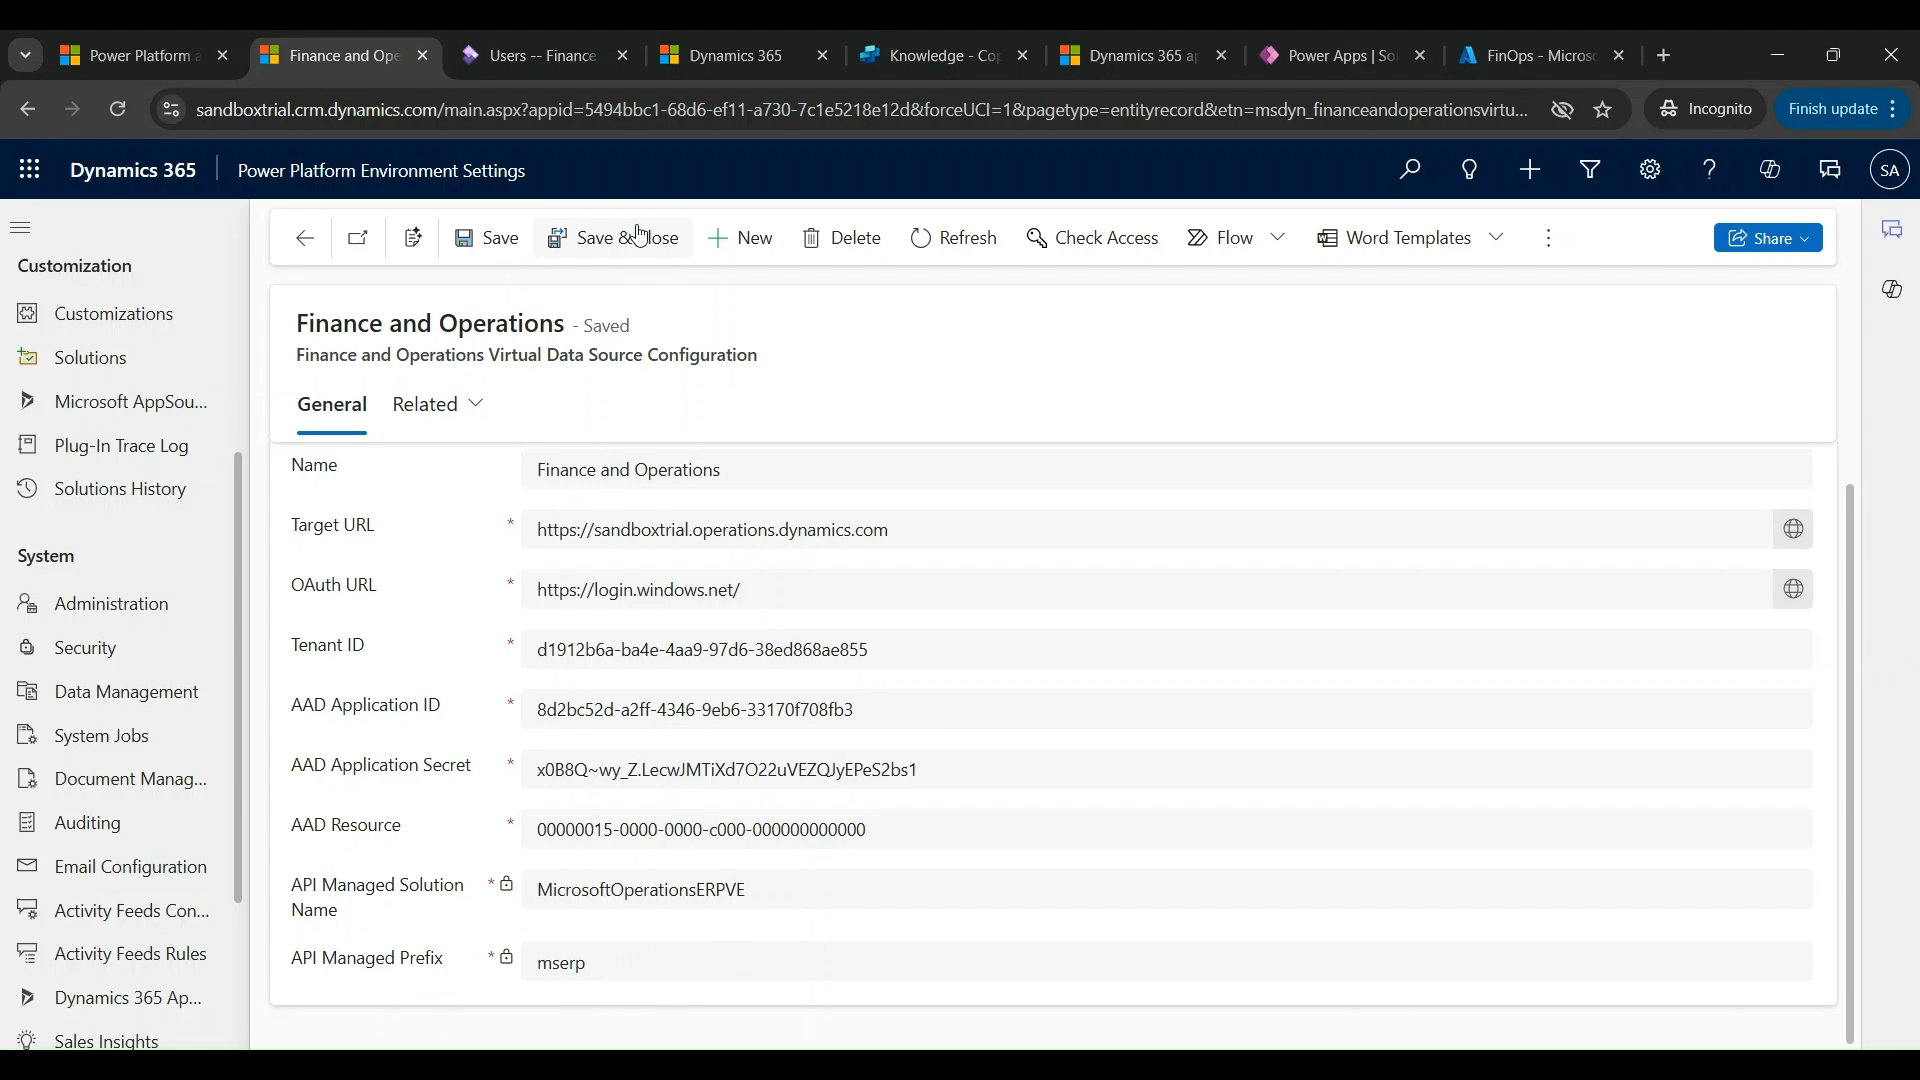 Power Platform a
Finance and Ope
Users -- Finance
Dynamics 365
Knowledge - Cop
Dynamics 365 ap
Power Apps | Sol
FinOps - Microso
sandboxtrial.crm.dynamics.com/main.aspx?appid=5494bbc1-68d6-ef11-a730-7c1e5218e12d&forceUCI=1&pagetype=entityrecord&etn=msdyn_financeandoperationsvirtu...
Incognito
Finish update
Dynamics 365
Power Platform Environment Settings
SA
Save
Save & Close
New
Delete
Refresh
Check Access
Flow
Word Templates
Share
Customization
Customizations
Solutions
Microsoft AppSou...
Plug-In Trace Log
Solutions History
System
Administration
Security
Data Management
System Jobs
Document Manag...
Auditing
Email Configuration
Activity Feeds Con...
Activity Feeds Rules
Dynamics 365 Ap...
Sales Insights
Finance and Operations - Saved
Finance and Operations Virtual Data Source Configuration
General
Related
Name
Finance and Operations
Target URL *
https://sandboxtrial.operations.dynamics.com
OAuth URL *
https://login.windows.net/
Tenant ID *
d1912b6a-ba4e-4aa9-97d6-38ed868ae855
AAD Application ID *
8d2bc52d-a2ff-4346-9eb6-33170f708fb3
AAD Application Secret *
x0B8Q~wy_Z.LecwJMTiXd7O22uVEZQJyEPeS2bs1
AAD Resource *
00000015-0000-0000-c000-000000000000
API Managed Solution *
Name
MicrosoftOperationsERPVE
API Managed Prefix *
mserp